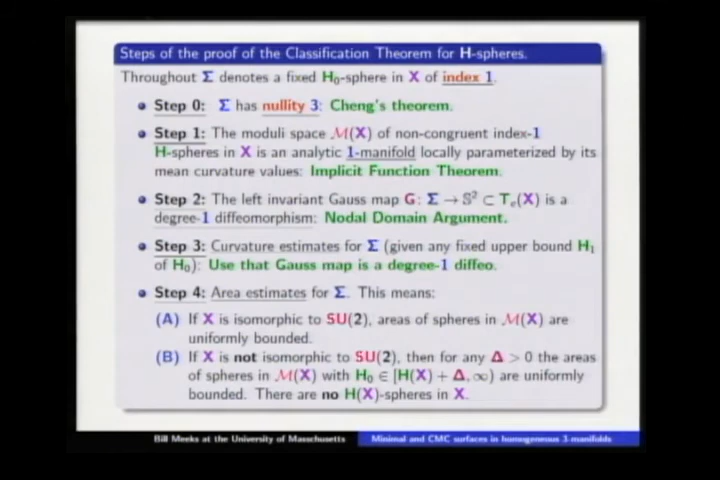 Steps of the proof of the Classification Theorem for H-spheres.
Throughout Σ denotes a fixed H₀-sphere in X of index 1.
• Step 0: Σ has nullity 3: Cheng's theorem.
• Step 1: The moduli space ℳ(X) of non-congruent index-1
H-spheres in X is an analytic 1-manifold locally parameterized by its
mean curvature values: Implicit Function Theorem.
• Step 2: The left invariant Gauss map G: Σ → 𝕊² ⊂ Tₑ(X) is a
degree-1 diffeomorphism: Nodal Domain Argument.
• Step 3: Curvature estimates for Σ (given any fixed upper bound H₁
of H₀): Use that Gauss map is a degree-1 diffeo.
• Step 4: Area estimates for Σ. This means:
(A) If X is isomorphic to SU(2), areas of spheres in ℳ(X) are
uniformly bounded.
(B) If X is not isomorphic to SU(2), then for any Δ > 0 the areas
of spheres in ℳ(X) with H₀ ∈ [H(X) + Δ, ∞) are uniformly
bounded. There are no H(X)-spheres in X.
Bill Meeks at the University of Massachusetts Minimal and CMC surfaces in homogeneous 3-manifolds